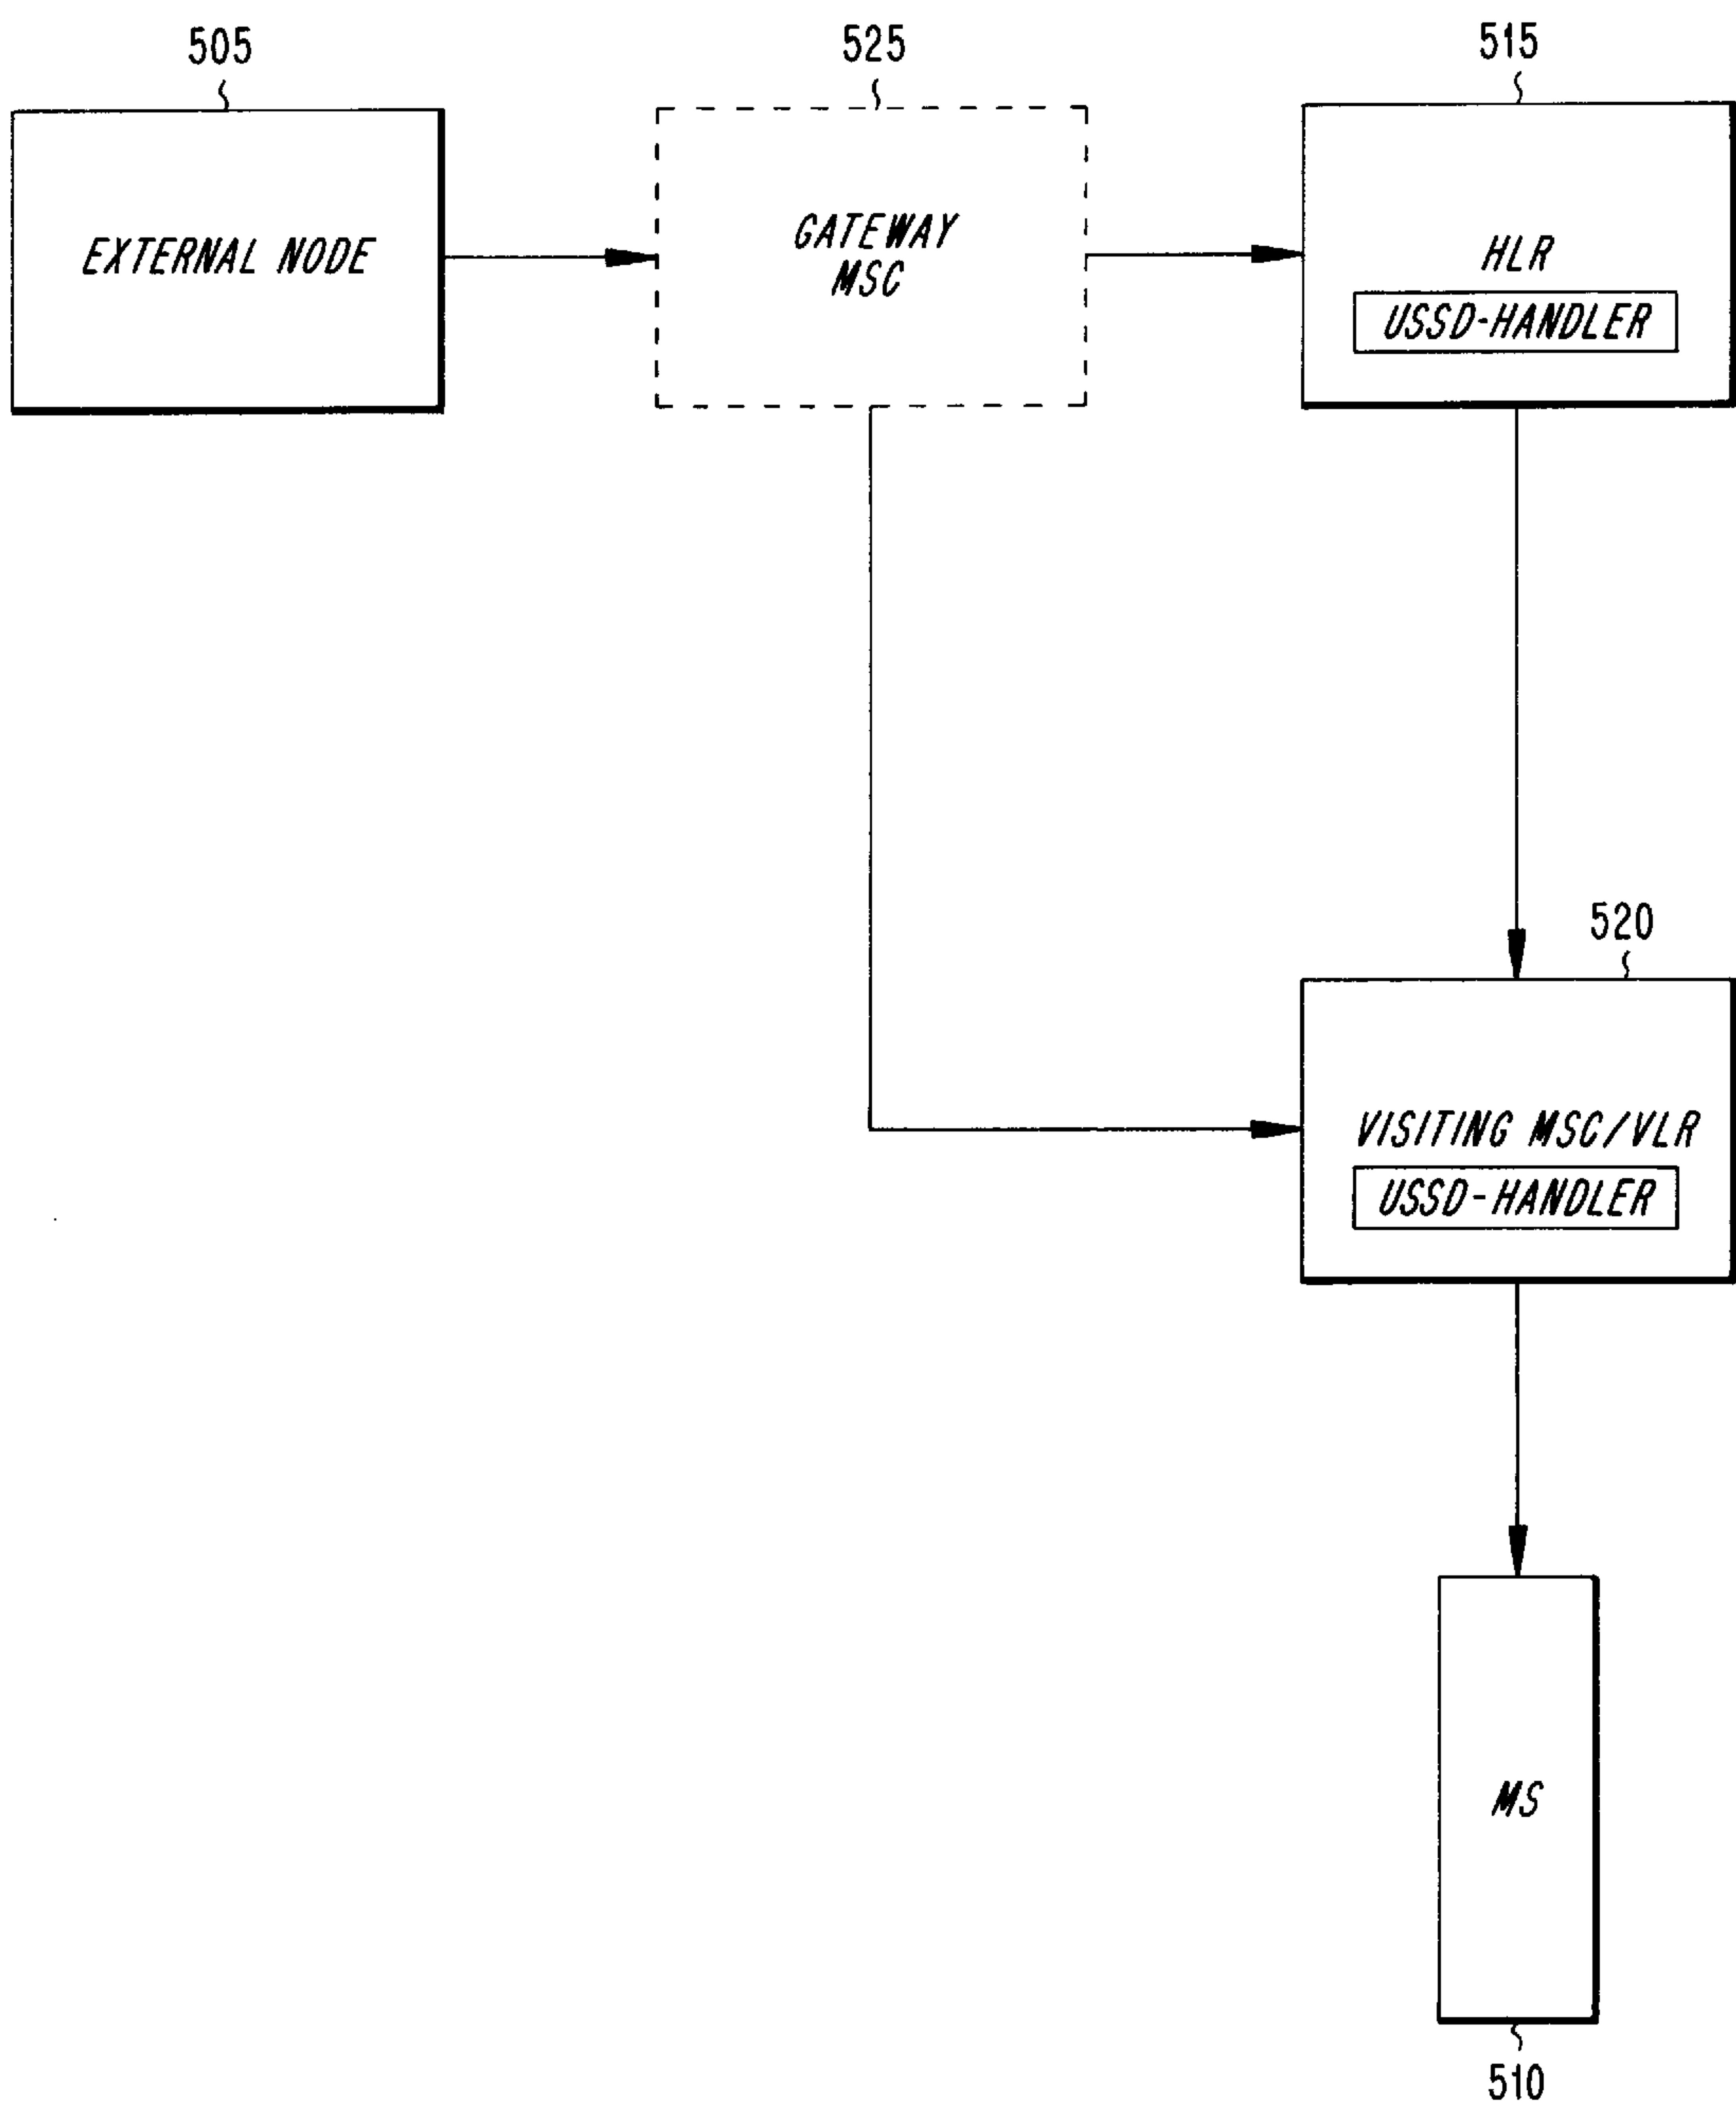 505
525
515
EXTERNAL NODE
GATEWAY
MSC
HLR
USSD-HANDLER
520
VISITING MSC/VLR
USSD-HANDLER
MS
510